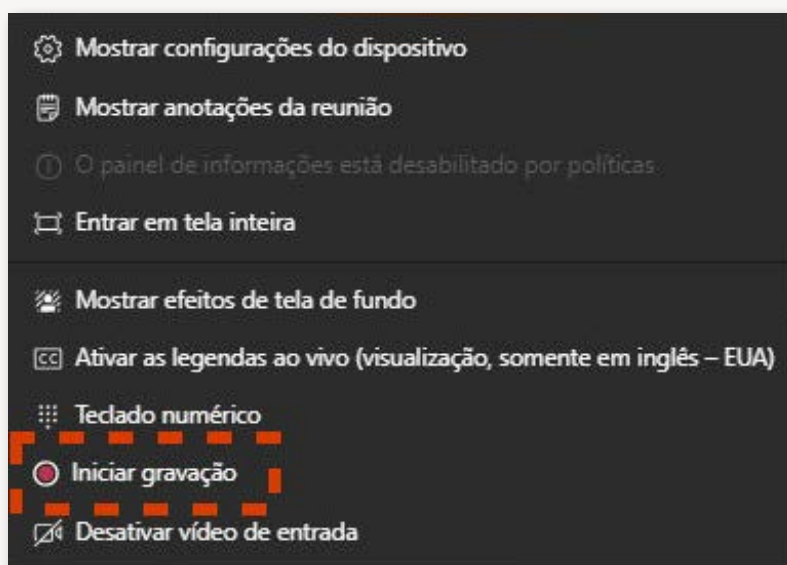 Mostrar configurações do dispositivo
Mostrar anotações da reunião
O painel de informações está desabilitado por políticas
Entrar em tela inteira
Mostrar efeitos de tela de fundo
CC Ativar as legendas ao vivo (visualização, somente em inglês – EUA)
Teclado numérico
Iniciar gravação
Desativar vídeo de entrada